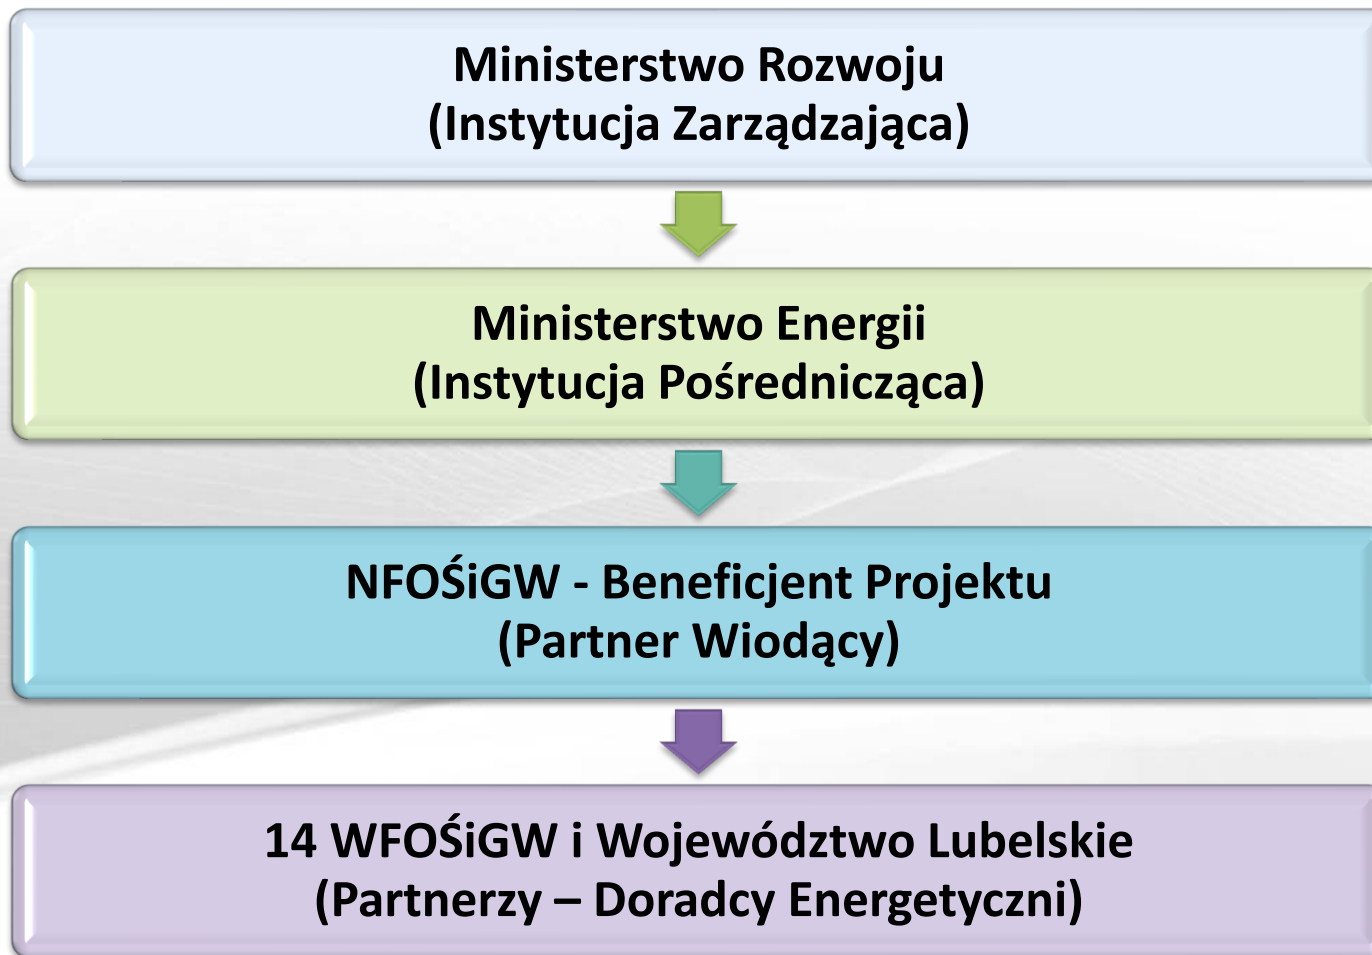 Ministerstwo Rozwoju
(Instytucja Zarządzająca)
Ministerstwo Energii
(Instytucja Pośrednicząca)
NFOŚiGW - Beneficjent Projektu
(Partner Wiodący)
14 WFOŚiGW i Województwo Lubelskie
(Partnerzy – Doradcy Energetyczni)